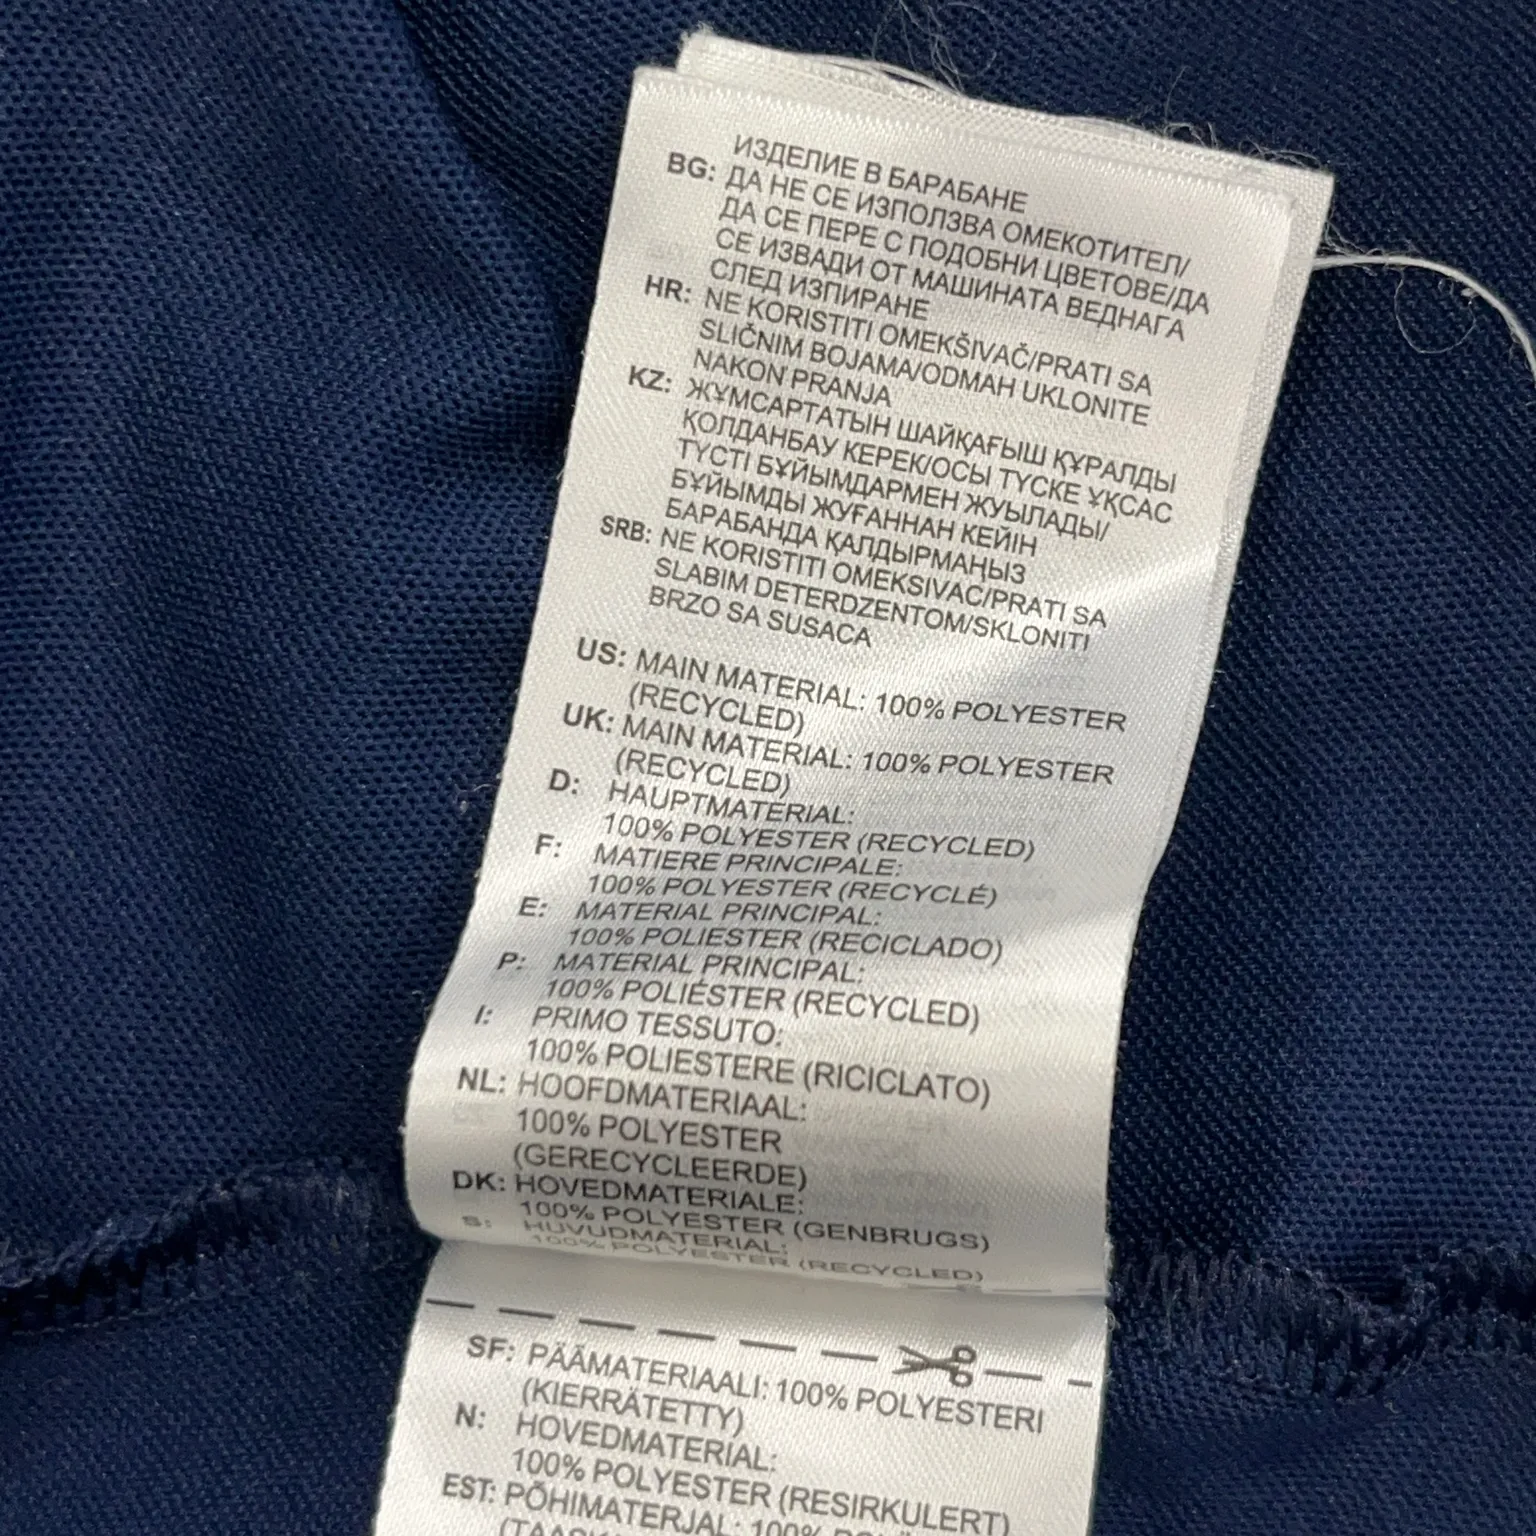 ИЗДЕЛИЕ В БАРАБАНЕ
BG: ДА НЕ СЕ ИЗПОЛЗВА ОМЕКОТИТЕЛ/
ДА СЕ ПЕРЕ С ПОДОБНИ ЦВЕТОВЕ/ДА
СЕ ИЗВАДИ ОТ МАШИНАТА ВЕДНАГА
СЛЕД ИЗПИРАНЕ
HR: NE KORISTITI OMEKŠIVAČ/PRATI SA
SLIČNIM BOJAMA/ODMAH UKLONITE
NAKON PRANJA
KZ: ЖҰМСАРТАТЫН ШАЙҚАҒЫШ ҚҰРАЛДЫ
ҚОЛДАНБАУ КЕРЕК/ОСЫ ТҮСКЕ ҰҚСАС
ТҮСТІ БҰЙЫМДАРМЕН ЖУЫЛАДЫ/
БҰЙЫМДЫ ЖУҒАННАН КЕЙІН
БАРАБАНДА ҚАЛДЫРМАҢЫЗ
SRB: NE KORISTITI OMEKSIVAC/PRATI SA
SLABIM DETERDZENTOM/SKLONITI
BRZO SA SUSACA
US: MAIN MATERIAL: 100% POLYESTER
(RECYCLED)
UK: MAIN MATERIAL: 100% POLYESTER
(RECYCLED)
D: HAUPTMATERIAL:
100% POLYESTER (RECYCLED)
F: MATIERE PRINCIPALE:
100% POLYESTER (RECYCLÉ)
E: MATERIAL PRINCIPAL:
100% POLIESTER (RECICLADO)
P: MATERIAL PRINCIPAL:
100% POLIÉSTER (RECYCLED)
I: PRIMO TESSUTO:
100% POLIESTERE (RICICLATO)
NL: HOOFDMATERIAAL:
100% POLYESTER
(GERECYCLEERDE)
DK: HOVEDMATERIALE:
100% POLYESTER (GENBRUGS)
S: HUVUDMATERIAL:
100% POLYESTER (RECYCLED)
SF: PÄÄMATERIAALI: 100% POLYESTERI
(KIERRÄTETTY)
N: HOVEDMATERIAL:
100% POLYESTER (RESIRKULERT)
EST: PÕHIMATERJAL: 100%